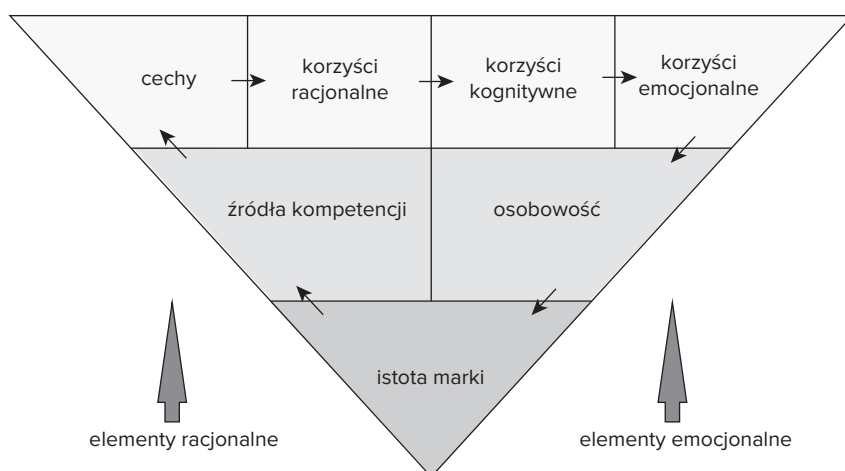 cechy
korzyści
racjonalne
korzyści
kognitywne
korzyści
emocjonalne
źródła kompetencji
osobowość
istota marki
elementy racjonalne
elementy emocjonalne